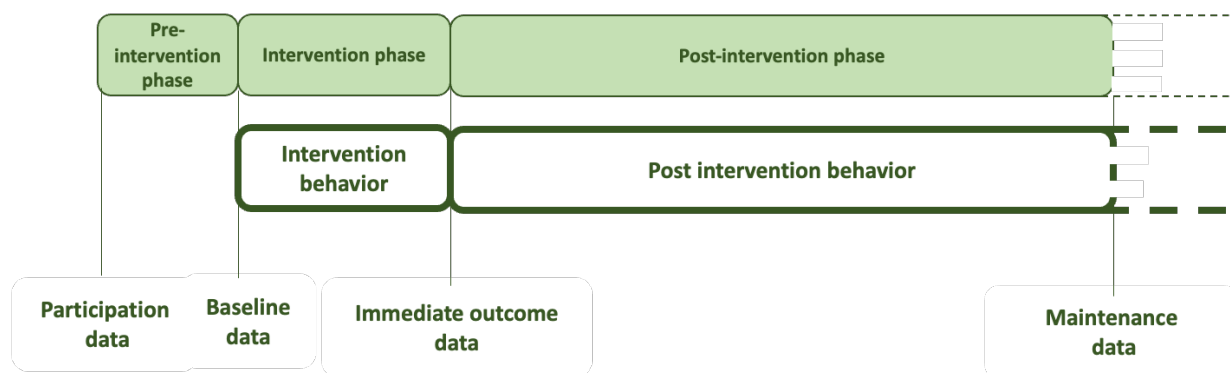 Pre-
intervention
phase
Intervention phase
Post-intervention phase
Intervention
behavior
Post intervention behavior
Participation
data
Baseline
data
Immediate outcome
data
Maintenance
data